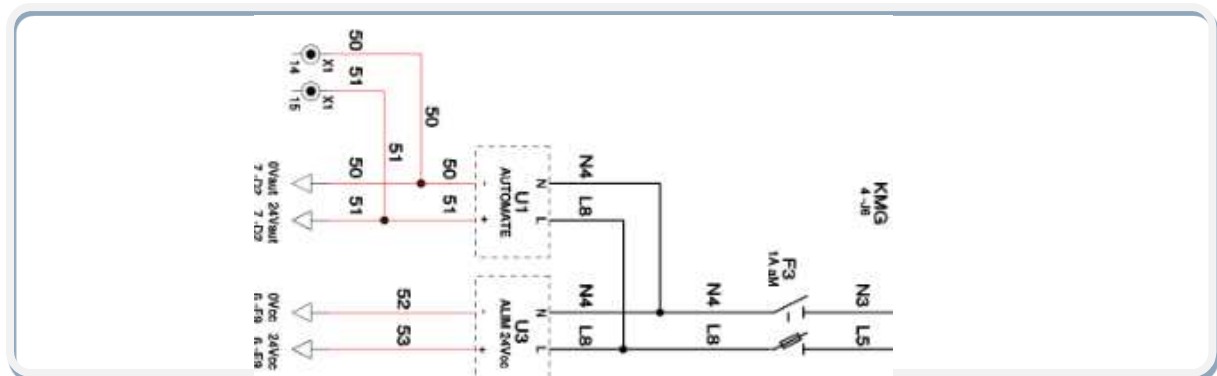 50
14 X1
51
15 X1
50
51
0Vaut
7 -D2
50
50
24Vaut
7 -D2
51
51
-
+
U1
AUTOMATE
N
L
N4
L8
KMG
4 -J6
F3
1A aM
0Vcc
6 -E9
52
24Vcc
6 -E9
53
-
+
U3
ALIM 24Vcc
N
L
N4
L8
N4
L8
N3
L5